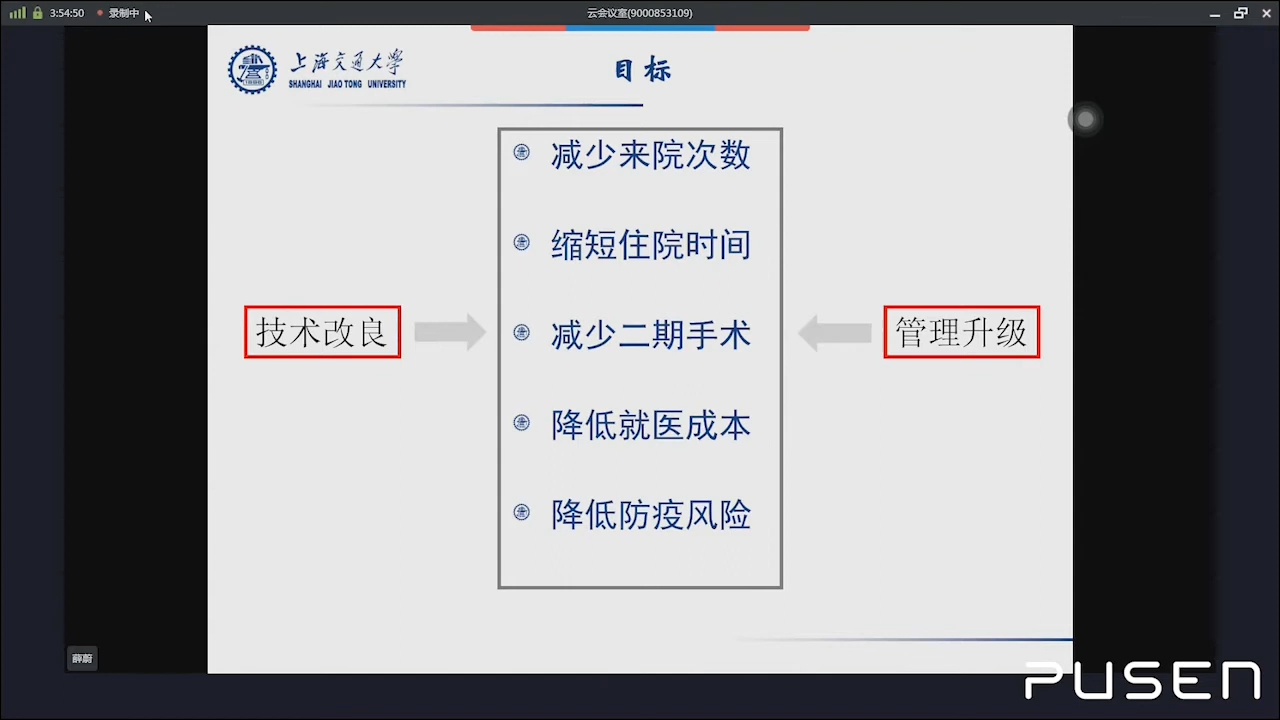 3:54:50
录制中
云会议室(9000853109)
上海交通大学
SHANGHAI JIAO TONG UNIVERSITY
目标
减少来院次数
缩短住院时间
技术改良
减少二期手术
管理升级
降低就医成本
降低防疫风险
薛蔚
PUSEN